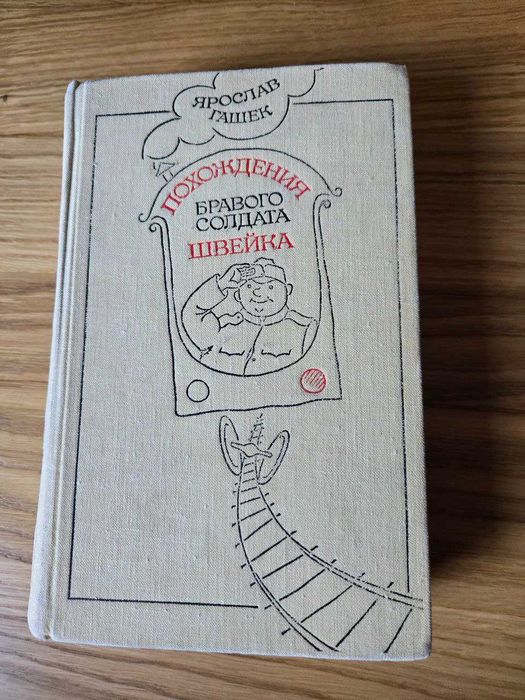 ЯРОСЛАВ
ГАШЕК
ПОХОЖДЕНИЯ
БРАВОГО
СОЛДАТА
ШВЕЙКА